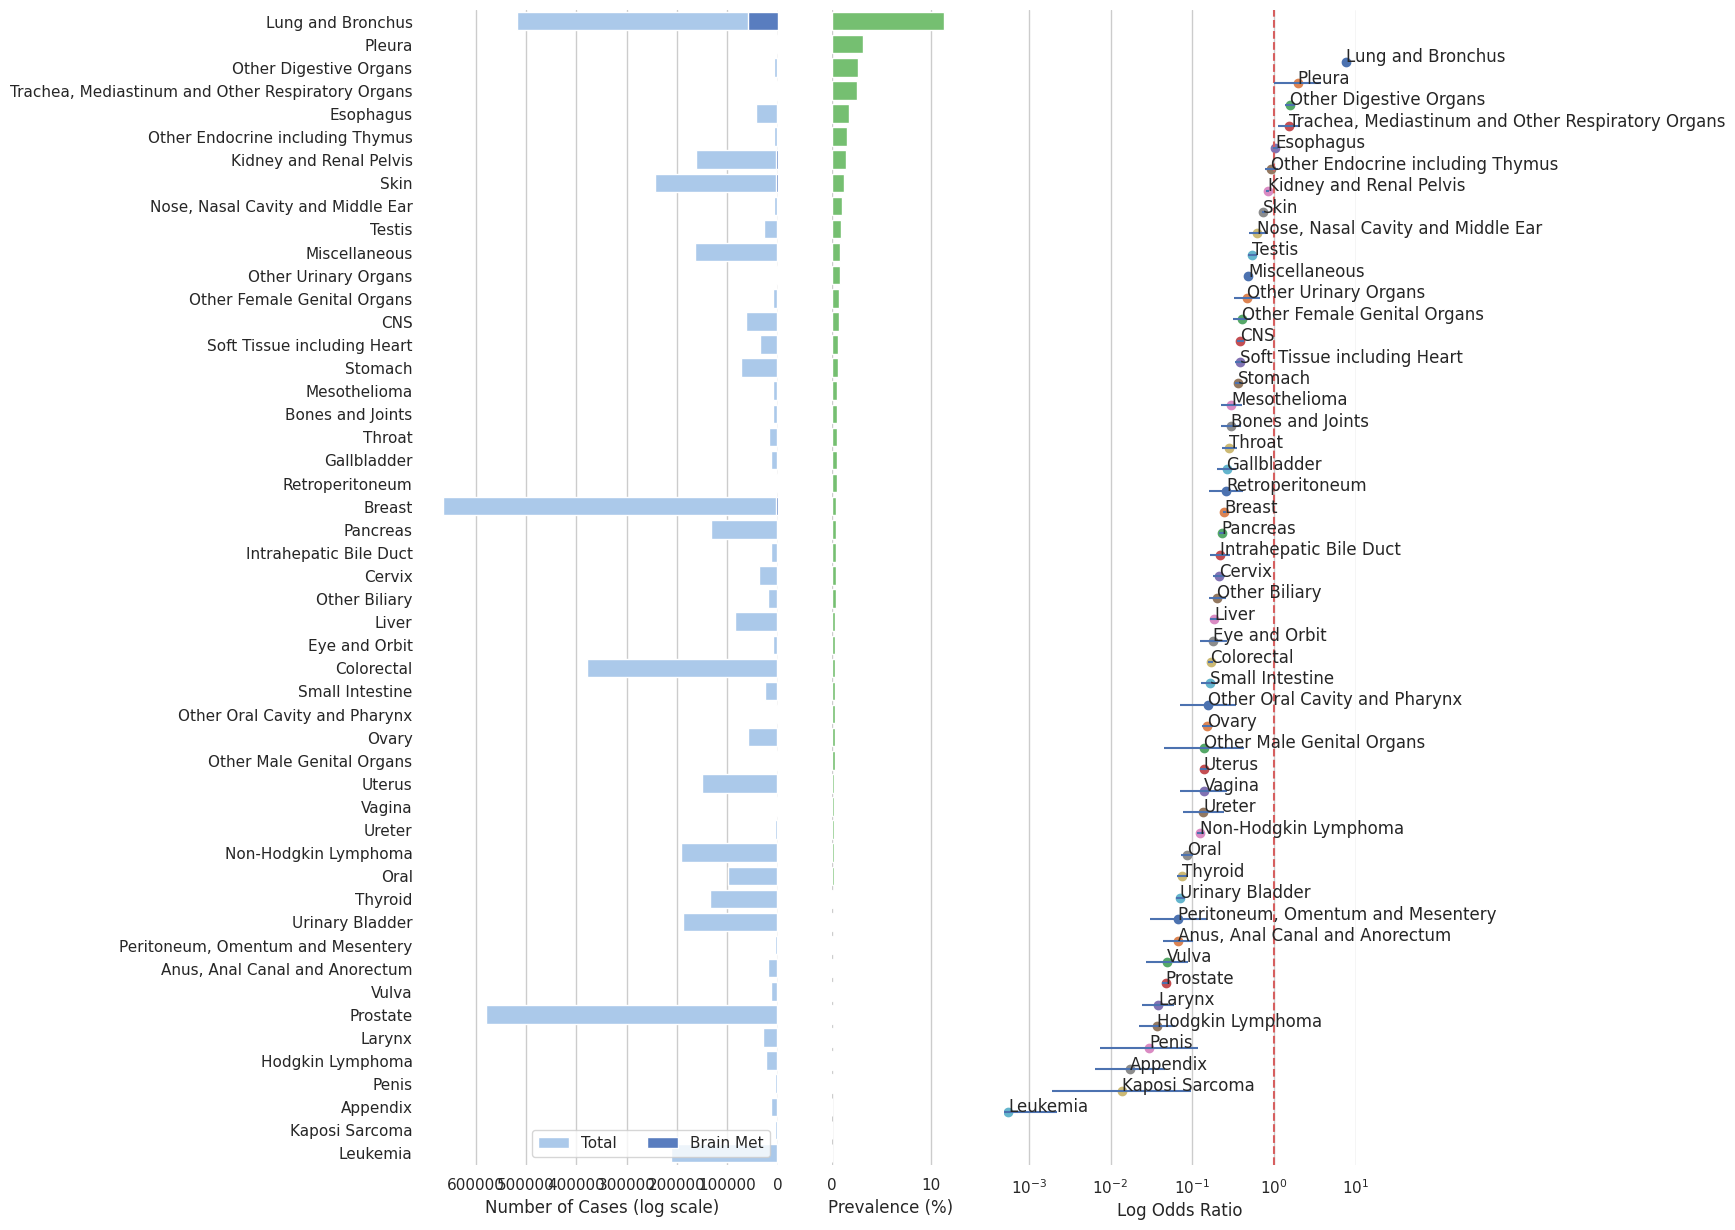 Lung and Bronchus
Pleura
Other Digestive Organs
Trachea, Mediastinum and Other Respiratory Organs
Esophagus
Other Endocrine including Thymus
Kidney and Renal Pelvis
Skin
Nose, Nasal Cavity and Middle Ear
Testis
Miscellaneous
Other Urinary Organs
Other Female Genital Organs
CNS
Soft Tissue including Heart
Stomach
Mesothelioma
Bones and Joints
Throat
Gallbladder
Retroperitoneum
Breast
Pancreas
Intrahepatic Bile Duct
Cervix
Other Biliary
Liver
Eye and Orbit
Colorectal
Small Intestine
Other Oral Cavity and Pharynx
Ovary
Other Male Genital Organs
Uterus
Vagina
Ureter
Non-Hodgkin Lymphoma
Oral
Thyroid
Urinary Bladder
Peritoneum, Omentum and Mesentery
Anus, Anal Canal and Anorectum
Vulva
Prostate
Larynx
Hodgkin Lymphoma
Penis
Appendix
Kaposi Sarcoma
Leukemia
Total Brain Met
600000 500000 400000 300000 200000 100000 0
Number of Cases (log scale)
0 10
Prevalence (%)
Lung and Bronchus
Pleura
Other Digestive Organs
Trachea, Mediastinum and Other Respiratory Organs
Esophagus
Other Endocrine including Thymus
Kidney and Renal Pelvis
Skin
Nose, Nasal Cavity and Middle Ear
Testis
Miscellaneous
Other Urinary Organs
Other Female Genital Organs
CNS
Soft Tissue including Heart
Stomach
Mesothelioma
Bones and Joints
Throat
Gallbladder
Retroperitoneum
Breast
Pancreas
Intrahepatic Bile Duct
Cervix
Other Biliary
Liver
Eye and Orbit
Colorectal
Small Intestine
Other Oral Cavity and Pharynx
Ovary
Other Male Genital Organs
Uterus
Vagina
Ureter
Non-Hodgkin Lymphoma
Oral
Thyroid
Urinary Bladder
Peritoneum, Omentum and Mesentery
Anus, Anal Canal and Anorectum
Vulva
Prostate
Larynx
Hodgkin Lymphoma
Penis
Appendix
Kaposi Sarcoma
Leukemia
10⁻³ 10⁻² 10⁻¹ 10⁰ 10¹
Log Odds Ratio